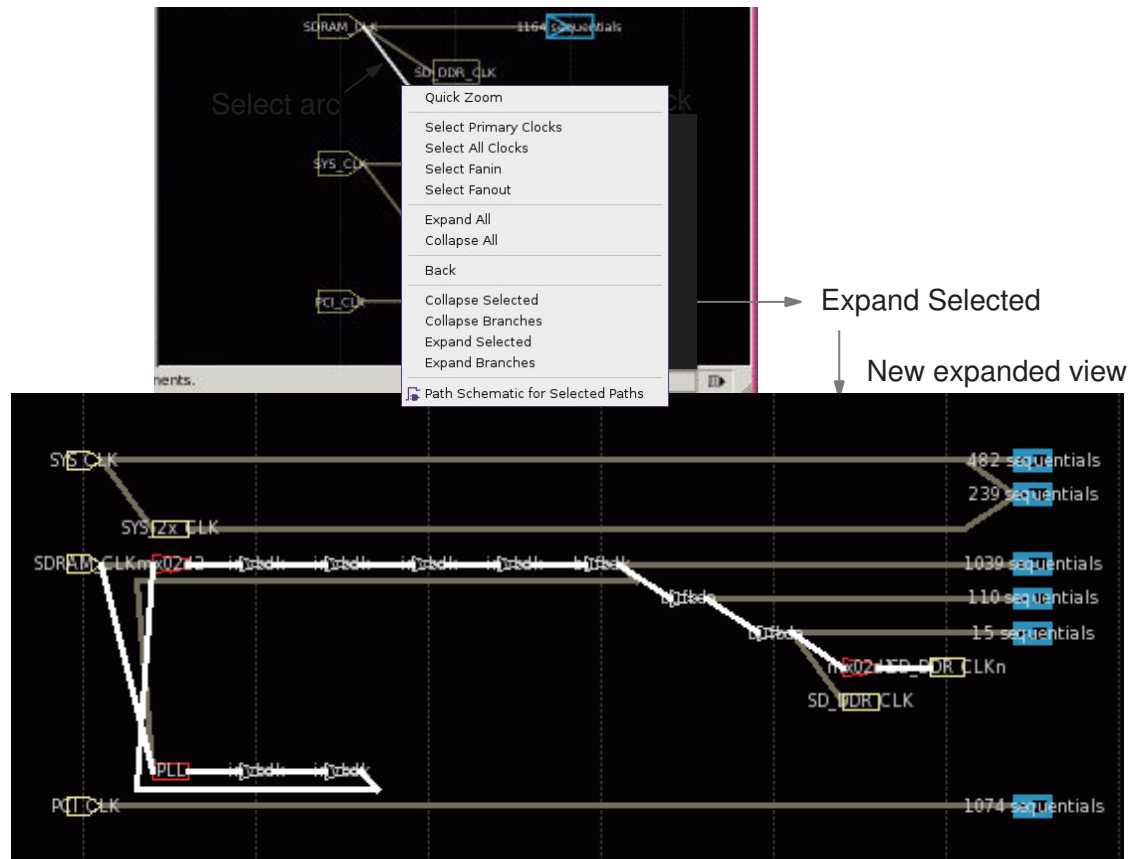 SDRAM_CLK
1164 sequentials
SD_DDR_CLK
Select arc
ck
Quick Zoom
Select Primary Clocks
Select All Clocks
Select Fanin
Select Fanout
SYS_CLK
Expand All
Collapse All
Back
PCI_CLK
Collapse Selected
Collapse Branches
Expand Selected
Expand Branches
Path Schematic for Selected Paths
nents.
Expand Selected
New expanded view
SYS_CLK
482 sequentials
239 sequentials
SYS_2x_CLK
SDRAM_CLK
1039 sequentials
110 sequentials
15 sequentials
SD_DDR_CLKn
SD_DDR_CLK
PLL
PCI_CLK
1074 sequentials